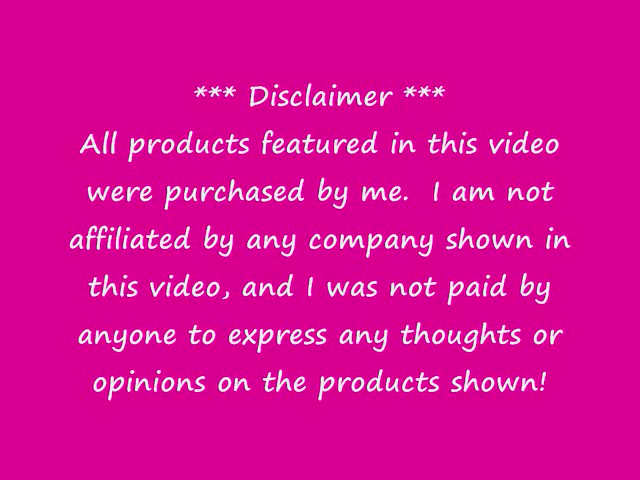 *** Disclaimer ***
All products featured in this video
were purchased by me.  I am not
affiliated by any company shown in
this video, and I was not paid by
anyone to express any thoughts or
opinions on the products shown!